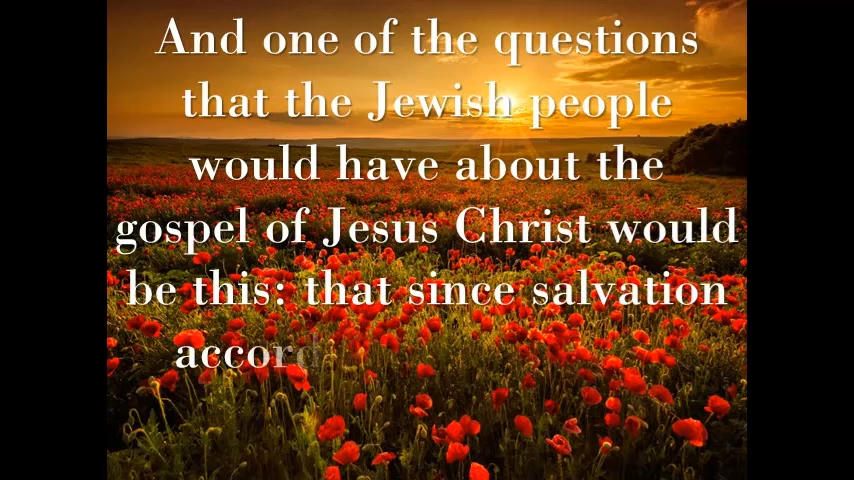 And one of the questions
that the Jewish people
would have about the
gospel of Jesus Christ would
be this: that since salvation
accord